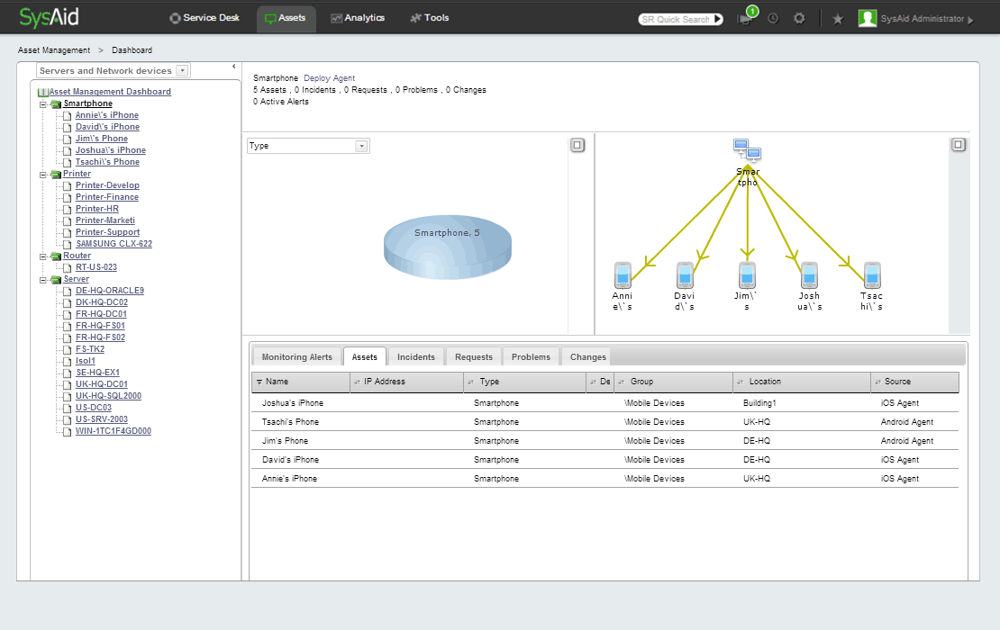 SysAid
Service Desk
Assets
Analytics
Tools
SR Quick Search
1
SysAid Administrator
Asset Management > Dashboard
Servers and Network devices
Asset Management Dashboard
Smartphone
Annie\'s iPhone
David\'s iPhone
Jim\'s Phone
Joshua\'s iPhone
Tsachi\'s Phone
Printer
Printer-Develop
Printer-Finance
Printer-HR
Printer-Marketi
Printer-Support
SAMSUNG CLX-622
Router
RT-US-023
Server
DE-HQ-ORACLE9
DK-HQ-DC02
FR-HQ-DC01
FR-HQ-FS01
FR-HQ-FS02
FS-TK2
Isol1
SE-HQ-EX1
UK-HQ-DC01
UK-HQ-SQL2000
US-DC03
US-SRV-2003
WIN-1TC1F4GD000
Smartphone Deploy Agent
5 Assets , 0 Incidents , 0 Requests , 0 Problems , 0 Changes
0 Active Alerts
Type
Smartphone, 5
Smar
tpho
Anni
e\`s
Davi
d\`s
Jim\`
s
Josh
ua\`s
Tsac
hi\`s
Monitoring Alerts Assets Incidents Requests Problems Changes
Name IP Address Type De Group Location Source
Joshua's iPhone Smartphone \Mobile Devices Building1 iOS Agent
Tsachi's Phone Smartphone \Mobile Devices UK-HQ Android Agent
Jim's Phone Smartphone \Mobile Devices DE-HQ Android Agent
David's iPhone Smartphone \Mobile Devices DE-HQ iOS Agent
Annie's iPhone Smartphone \Mobile Devices UK-HQ iOS Agent